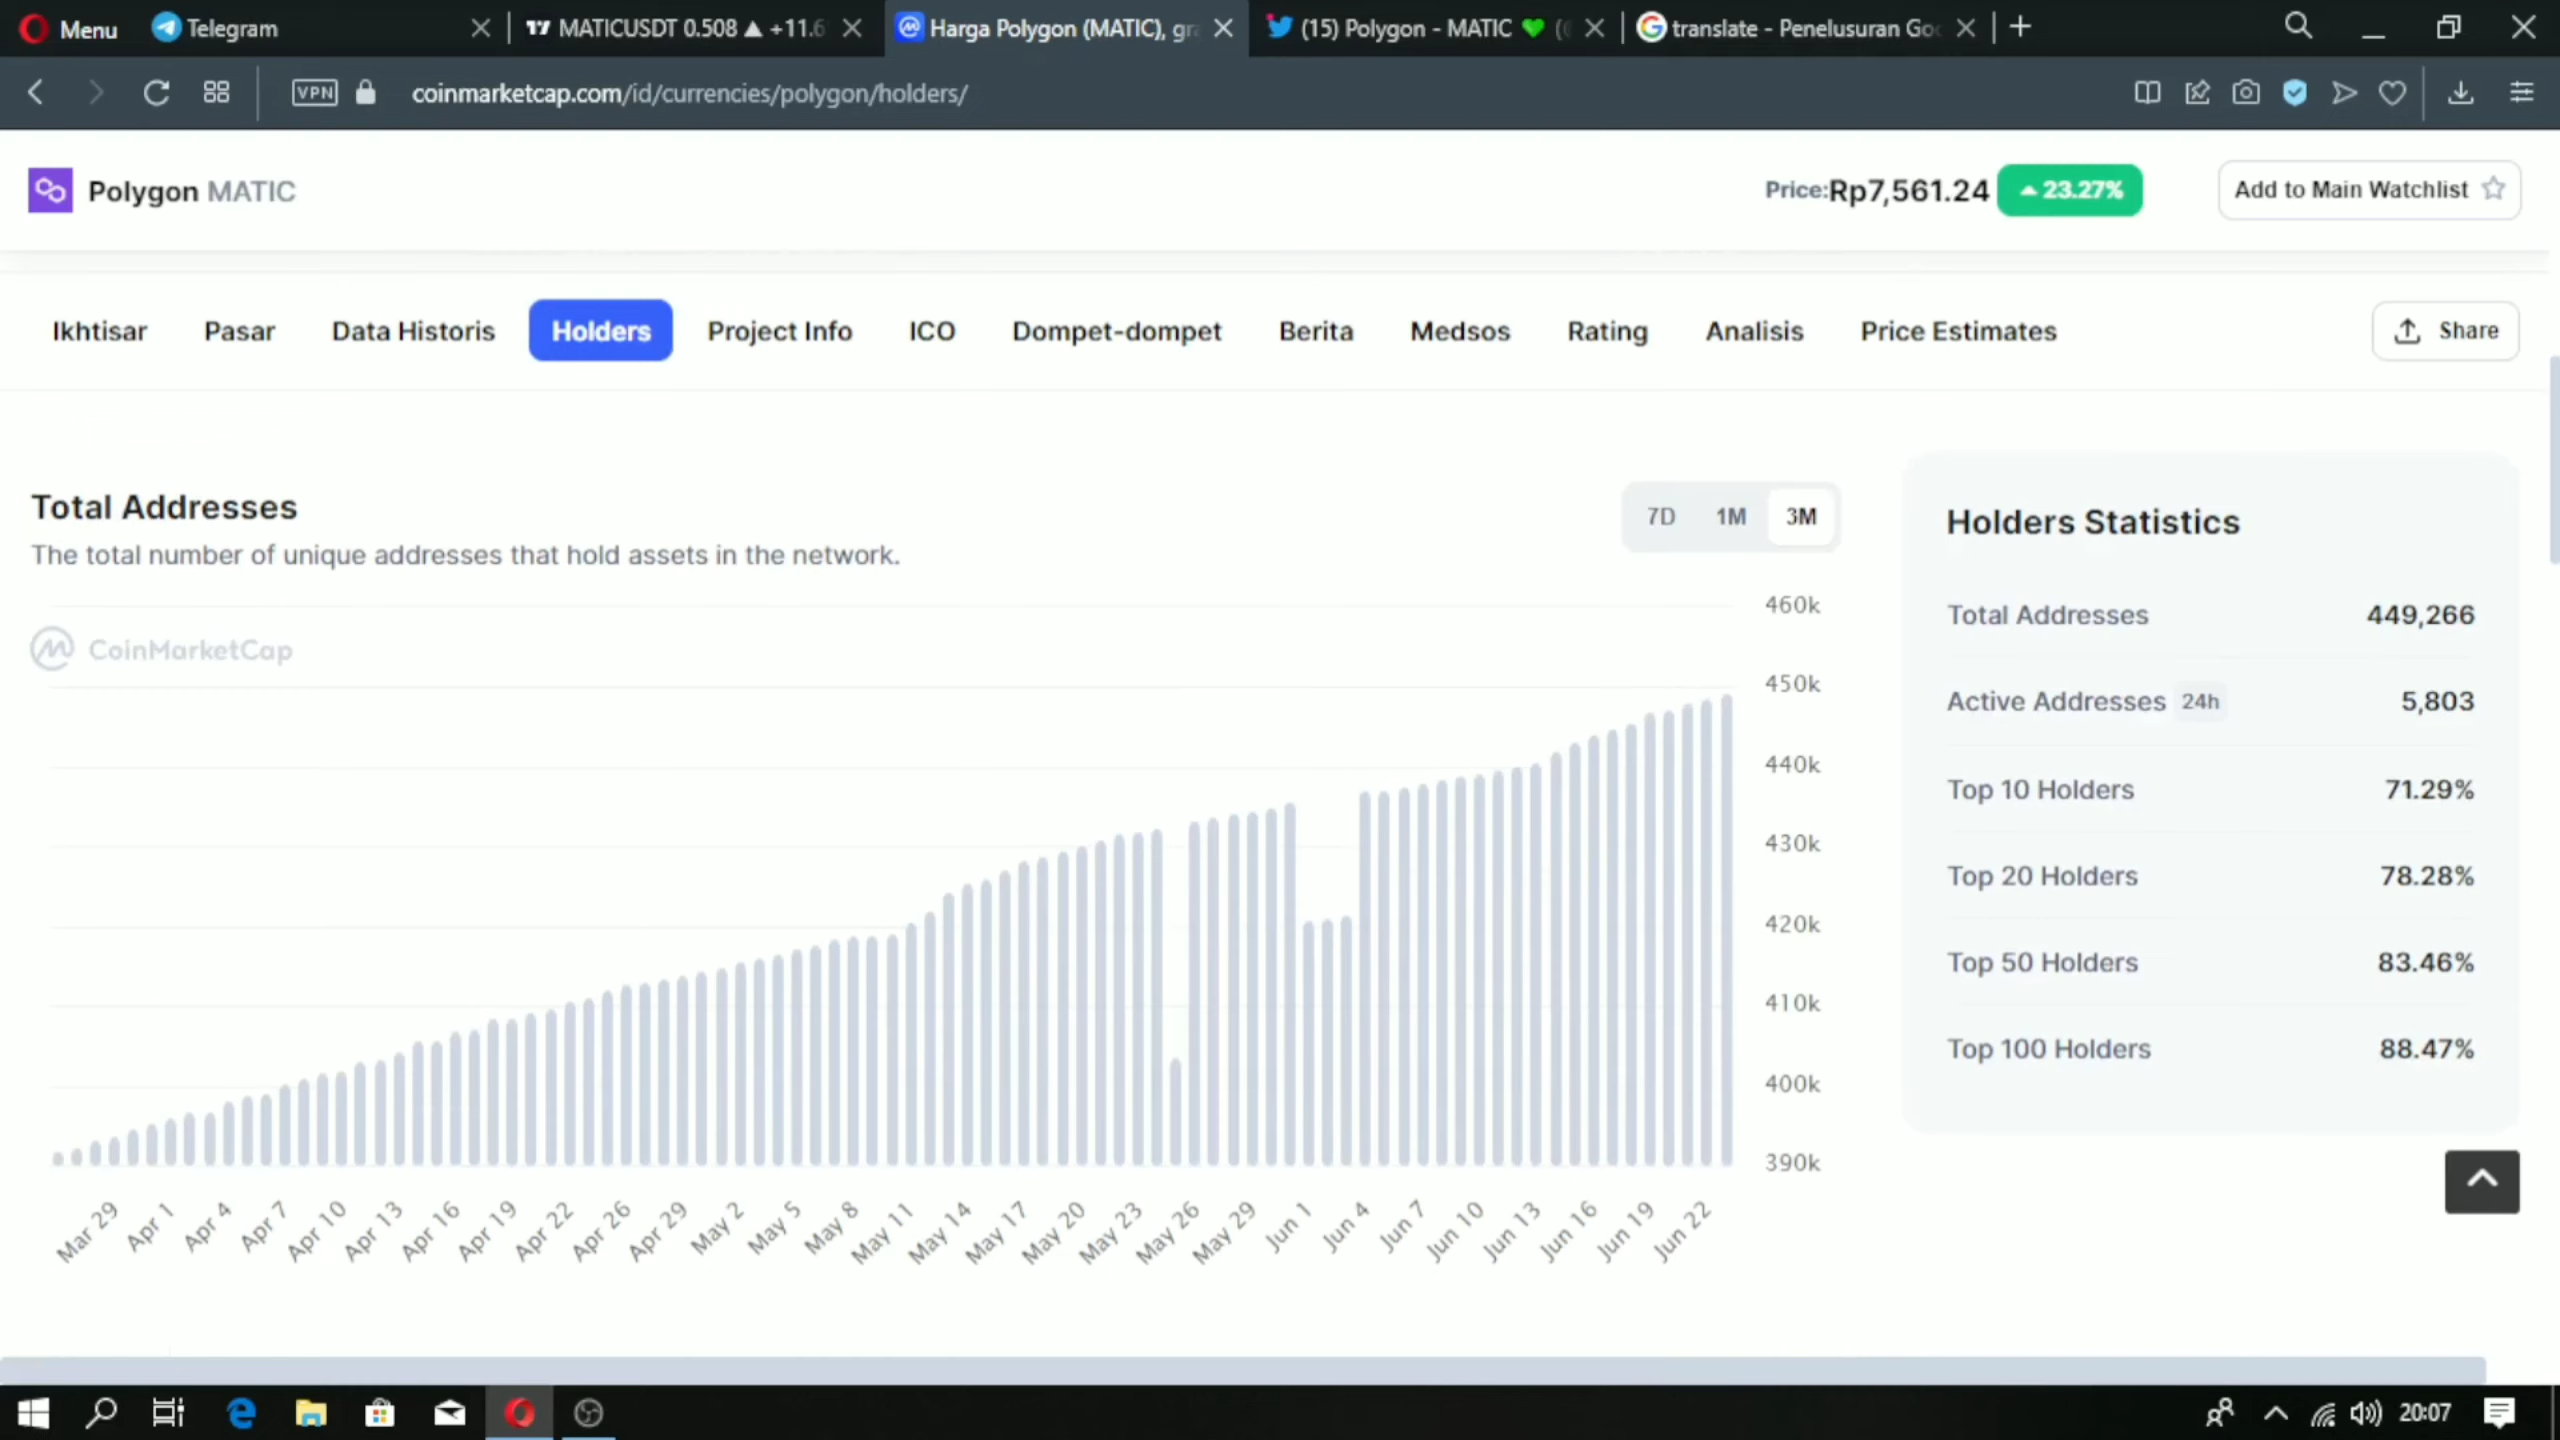 Menu
Telegram
MATICUSDT 0.508 ▲ +11.6
Harga Polygon (MATIC), gr
(15) Polygon - MATIC 💚 (
translate - Penelusuran Go
VPN
coinmarketcap.com/id/currencies/polygon/holders/
Polygon MATIC
Price:Rp7,561.24
23.27%
Add to Main Watchlist
Ikhtisar
Pasar
Data Historis
Holders
Project Info
ICO
Dompet-dompet
Berita
Medsos
Rating
Analisis
Price Estimates
Share
Total Addresses
The total number of unique addresses that hold assets in the network.
7D
1M
3M
CoinMarketCap
460k
450k
440k
430k
420k
410k
400k
390k
Mar 29
Apr 1
Apr 4
Apr 7
Apr 10
Apr 13
Apr 16
Apr 19
Apr 22
Apr 26
Apr 29
May 2
May 5
May 8
May 11
May 14
May 17
May 20
May 23
May 26
May 29
Jun 1
Jun 4
Jun 7
Jun 10
Jun 13
Jun 16
Jun 19
Jun 22
Holders Statistics
Total Addresses 449,266
Active Addresses 24h 5,803
Top 10 Holders 71.29%
Top 20 Holders 78.28%
Top 50 Holders 83.46%
Top 100 Holders 88.47%
20:07